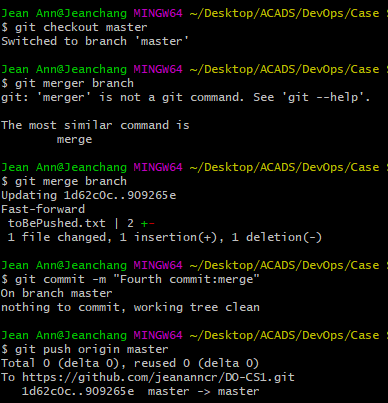 Jean Ann@Jeanchang MINGW64 ~/Desktop/ACADS/DevOps/Case
$ git checkout master
Switched to branch 'master'
Jean Ann@Jeanchang MINGW64 ~/Desktop/ACADS/DevOps/Case
$ git merger branch
git: 'merger' is not a git command. See 'git --help'.
The most similar command is
merge
Jean Ann@Jeanchang MINGW64 ~/Desktop/ACADS/DevOps/Case
$ git merge branch
Updating 1d62c0c..909265e
Fast-forward
toBePushed.txt | 2 +-
1 file changed, 1 insertion(+), 1 deletion(-)
Jean Ann@Jeanchang MINGW64 ~/Desktop/ACADS/DevOps/Case
$ git commit -m "Fourth commit:merge"
On branch master
nothing to commit, working tree clean
Jean Ann@Jeanchang MINGW64 ~/Desktop/ACADS/DevOps/Case
$ git push origin master
Total 0 (delta 0), reused 0 (delta 0)
To https://github.com/jeananncr/DO-CS1.git
1d62c0c..909265e  master -> master